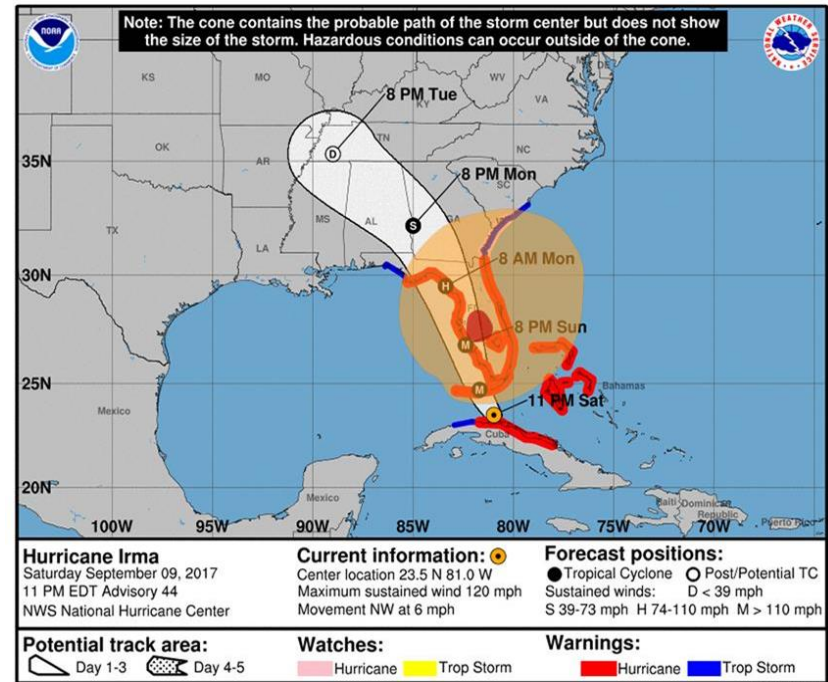 Note: The cone contains the probable path of the storm center but does not show
the size of the storm. Hazardous conditions can occur outside of the cone.
NOAA
NATIONAL WEATHER SERVICE
KS
MO
WV
DE
VA
KY
8 PM Tue
OK
AR
TN
NC
35N
D
8 PM Mon
SC
TX
MS
AL
GA
S
LA
30N
8 AM Mon
H
8 PM Sun
M
25N
M
11 PM Sat
Bahamas
Mexico
Cuba
20N
Mexico
Haiti
Dominican
Republic
Puerto Rico
100W 95W 90W 85W 80W 75W 70W
Hurricane Irma
Saturday September 09, 2017
11 PM EDT Advisory 44
NWS National Hurricane Center
Current information:
Center location 23.5 N 81.0 W
Maximum sustained wind 120 mph
Movement NW at 6 mph
Forecast positions:
Tropical Cyclone Post/Potential TC
Sustained winds: D < 39 mph
S 39-73 mph H 74-110 mph M > 110 mph
Potential track area:
Day 1-3 Day 4-5
Watches:
Hurricane Trop Storm
Warnings:
Hurricane Trop Storm